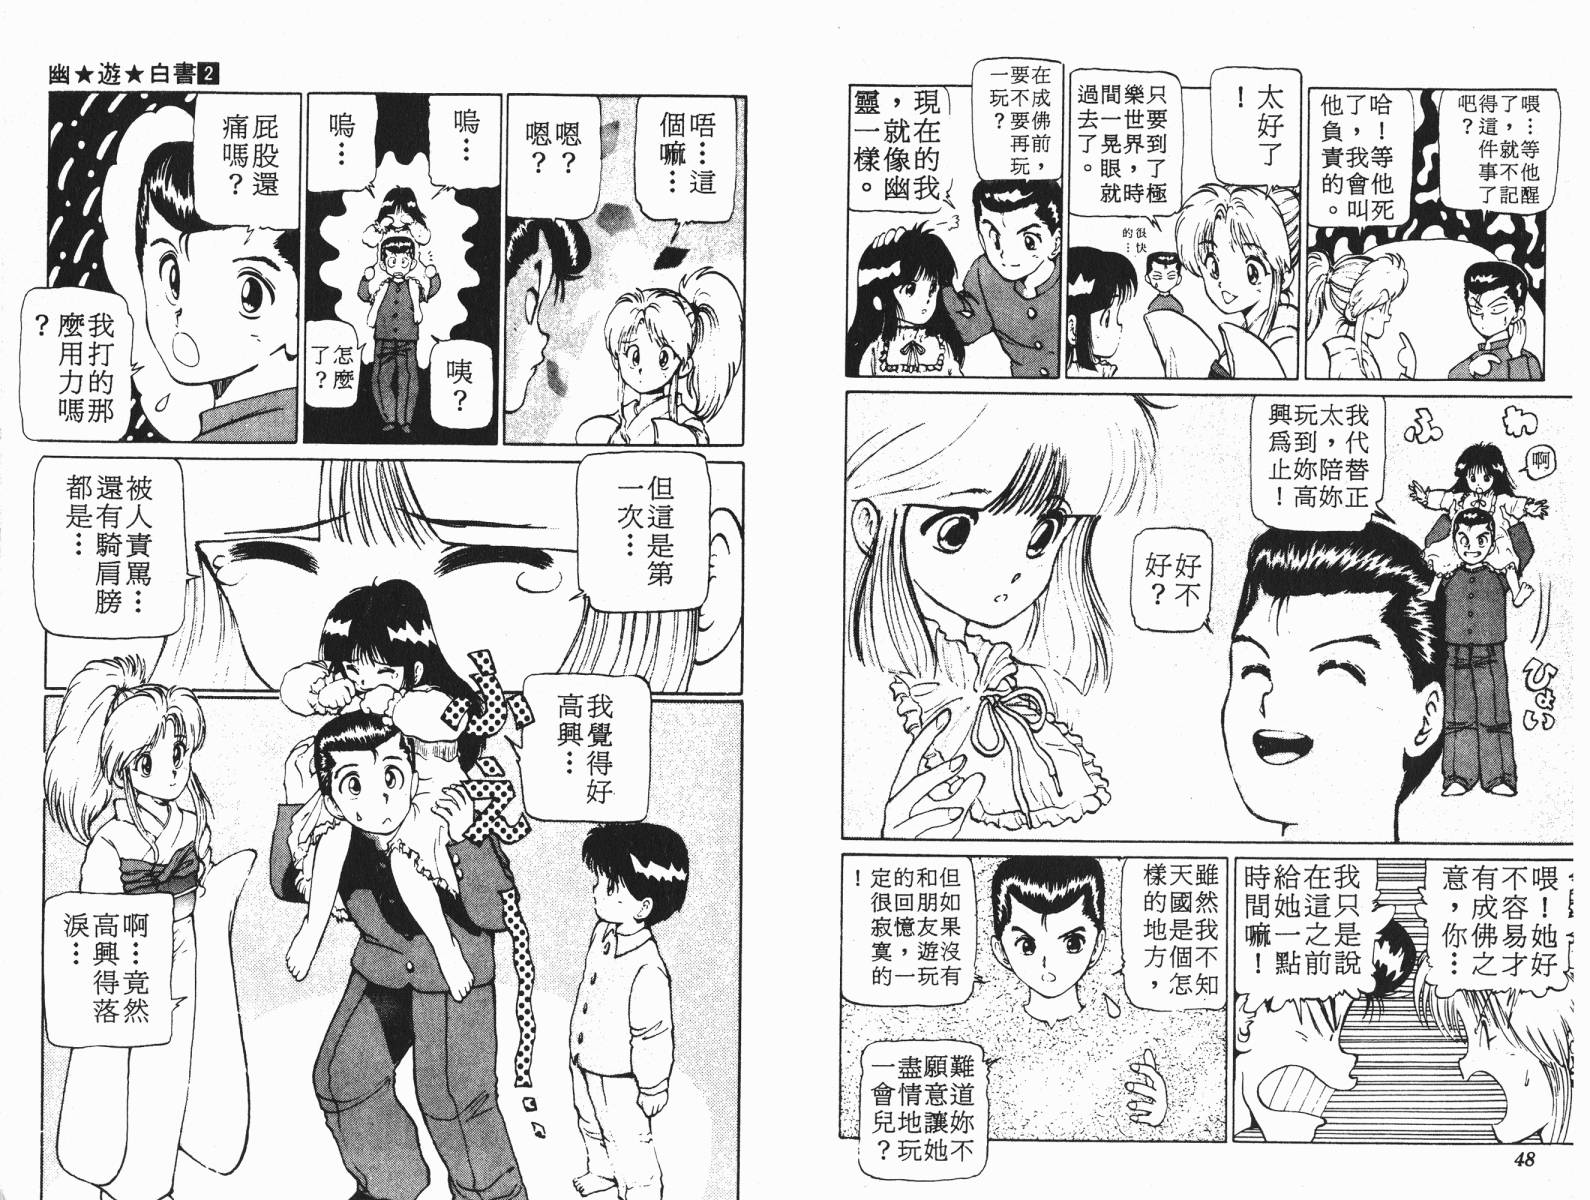 喂…等他醒
了，就不記
得這件事了
吧？
哈！等他死
了，我會叫
他負責的。
太好了
！
只要到了極
樂世界，時
間一晃眼就
過去了。
很快
的…
在成佛前，
要不要再玩
一玩？
現在的我
，就像幽
靈一樣。
ふわ
啊
我代替正
太，陪妳
玩到妳高
興爲止！
ひょい
好不
好？
喂！她好
不容易才
有成佛之
意，你…
我只是說
在這之前
給她一點
時間嘛！
雖然我不知
天國是個怎
樣的地方，
但如果沒有
和朋友遊玩
的回憶，一
定很寂寞的
！
難道妳不
願意讓她
盡情地玩
一會兒？
48
幽★遊★白書2
唔…這
個嘛…
嗯？
嗯？
嗚…
嗚…
咦？
怎麼
了？
屁股還
痛嗎？
我打的那
麼用力嗎
？
但這是第
一次…
被人責罵…
還有騎肩膀
都是…
我覺得好
高興…
啊…竟然
高興得落
淚…